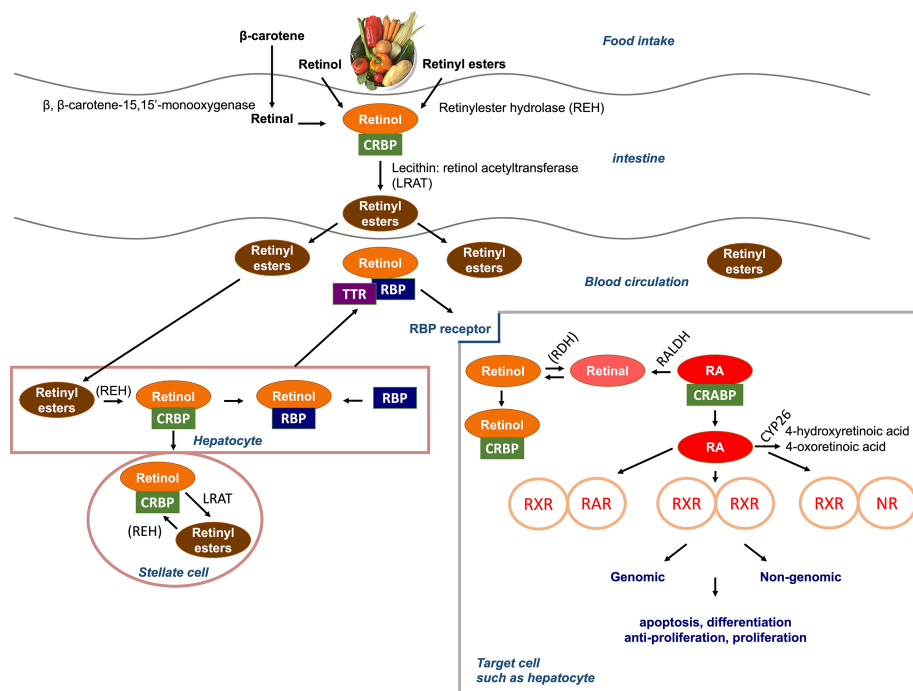 β-carotene
Food intake
Retinol
Retinyl esters
β, β-carotene-15,15'-monooxygenase
Retinylester hydrolase (REH)
Retinal
Retinol
CRBP
intestine
Lecithin: retinol acetyltransferase
(LRAT)
Retinyl
esters
Retinyl
esters
Retinol
TTR
RBP
Retinyl
esters
Retinyl
esters
Blood circulation
RBP receptor
Retinyl
esters
(REH)
Retinol
CRBP
Retinol
RBP
RBP
Hepatocyte
Retinol
CRBP
LRAT
(REH)
Retinyl
esters
Stellate cell
Retinol
(RDH)
Retinal
RALDH
RA
CRABP
Retinol
CRBP
RA
CYP26
4-hydroxyretinoic acid
4-oxoretinoic acid
RXR
RAR
RXR
RXR
RXR
NR
Genomic
Non-genomic
apoptosis, differentiation
anti-proliferation, proliferation
Target cell
such as hepatocyte